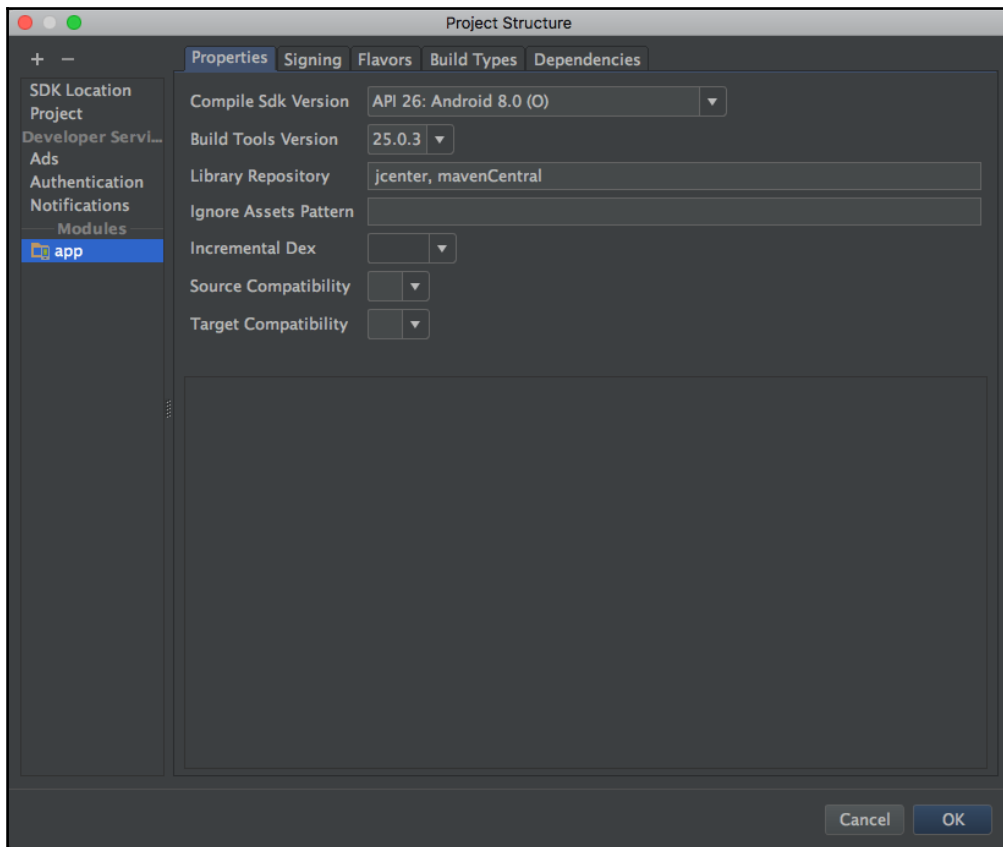 Project Structure
+ −
SDK Location
Project
Developer Servi...
Ads
Authentication
Notifications
Modules
app
Properties Signing Flavors Build Types Dependencies
Compile Sdk Version API 26: Android 8.0 (O)
Build Tools Version 25.0.3
Library Repository jcenter, mavenCentral
Ignore Assets Pattern
Incremental Dex
Source Compatibility
Target Compatibility
Cancel OK